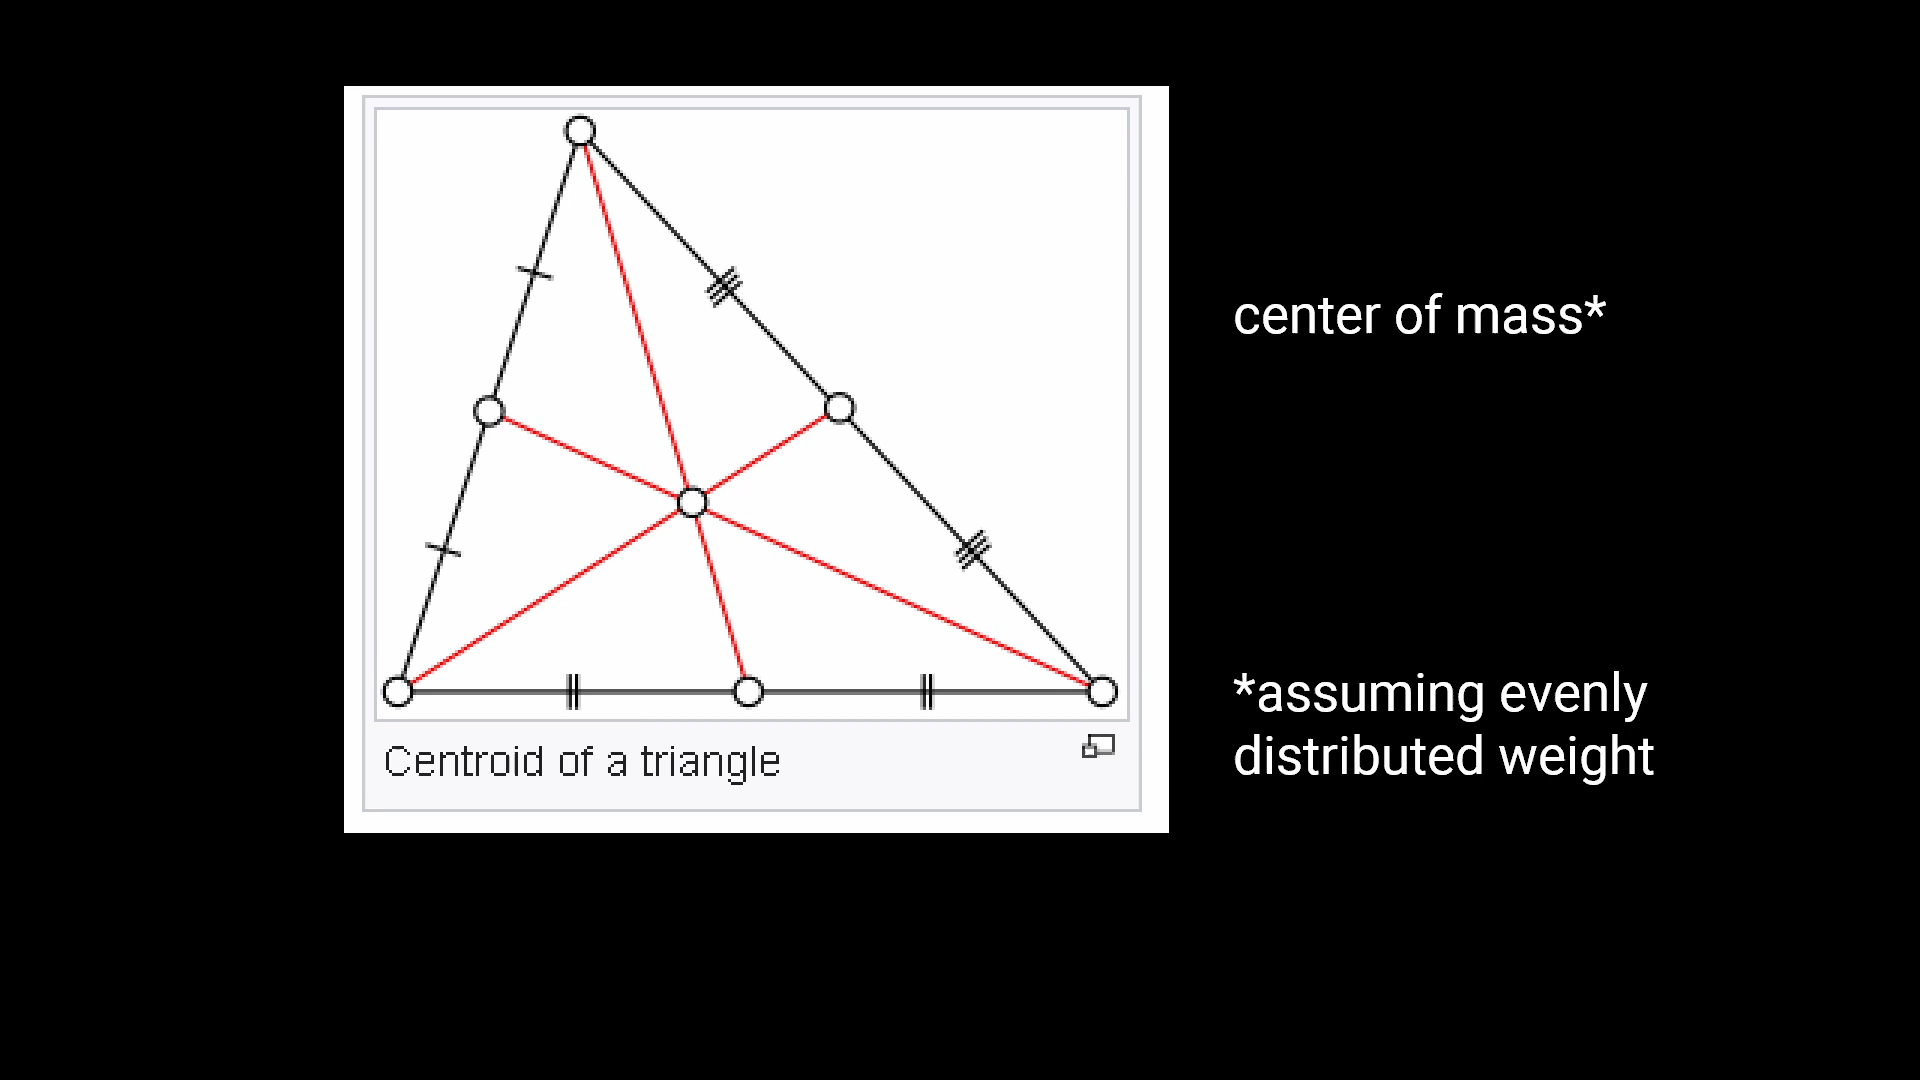 Centroid of a triangle
center of mass*
*assuming evenly
distributed weight